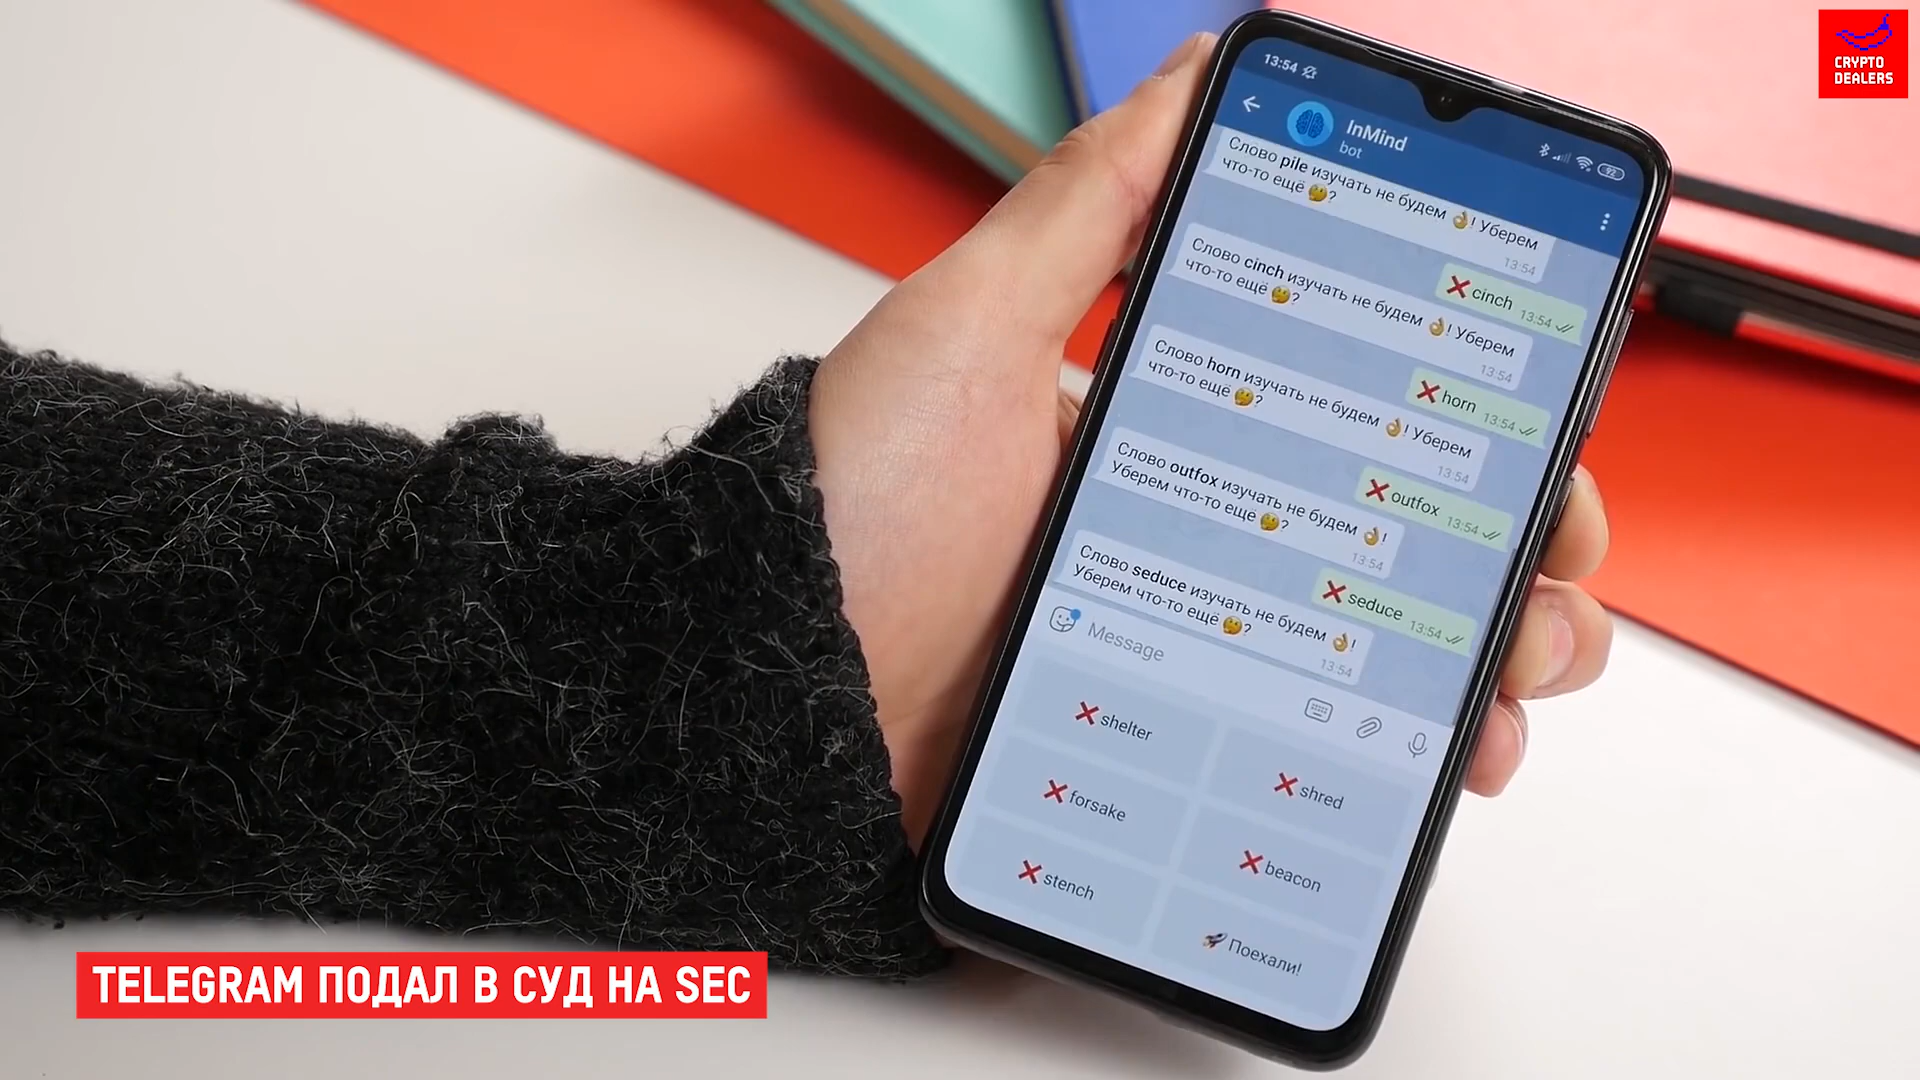 CRYPTO
DEALERS
13:54
92
InMind
bot
Слово pile изучать не будем 👌! Уберем
что-то ещё 🤔?
13:54
❌ cinch 13:54
Слово cinch изучать не будем 👌! Уберем
что-то ещё 🤔?
13:54
❌ horn 13:54
Слово horn изучать не будем 👌! Уберем
что-то ещё 🤔?
13:54
❌ outfox 13:54
Слово outfox изучать не будем 👌!
Уберем что-то ещё 🤔?
13:54
❌ seduce 13:54
Слово seduce изучать не будем 👌!
Уберем что-то ещё 🤔?
13:54
Message
❌ shelter
❌ shred
❌ forsake
❌ beacon
❌ stench
🚀 Поехали!
TELEGRAM ПОДАЛ В СУД НА SEC